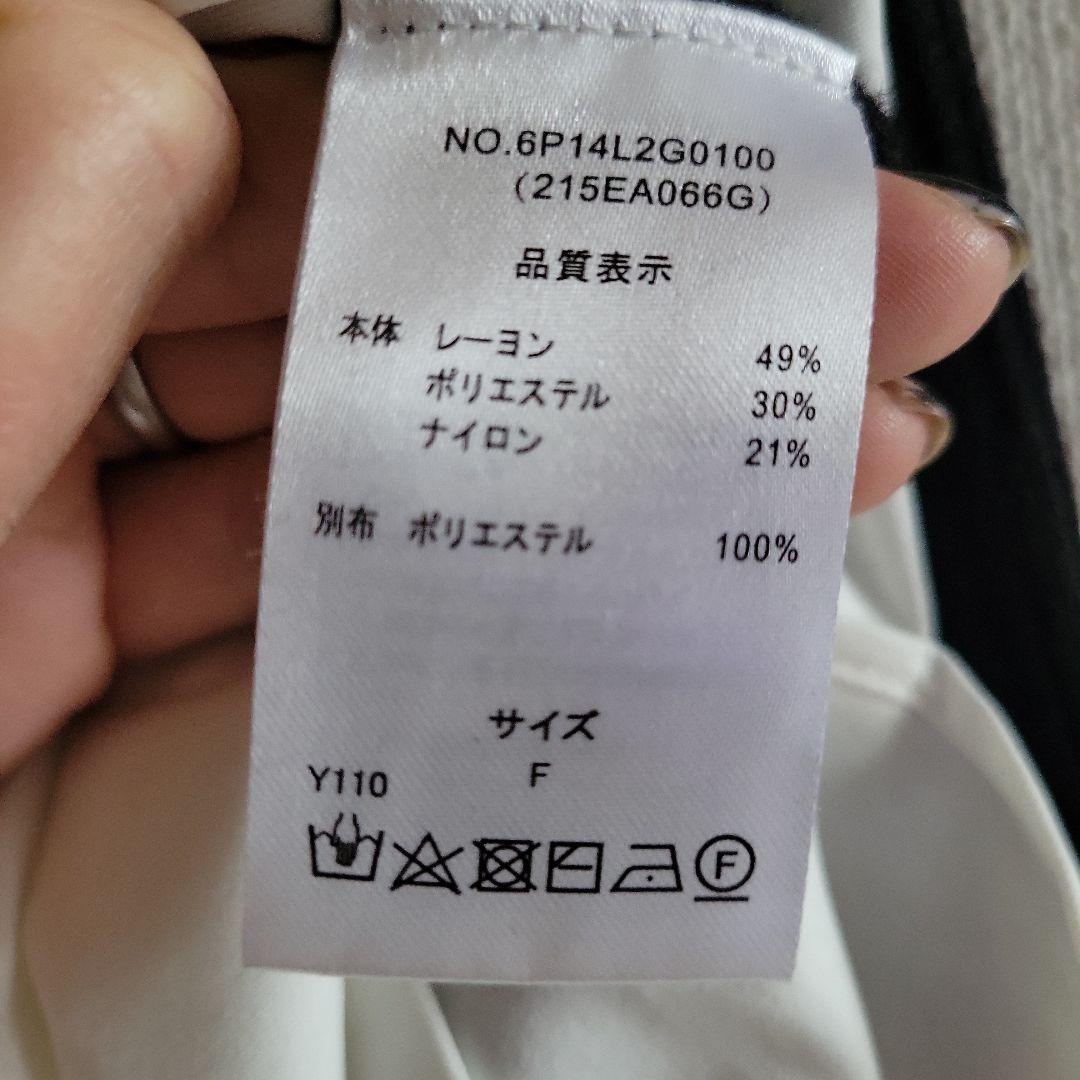 NO.6P14L2G0100
(215EA066G)
品質表示
本体 レーヨン 49%
ポリエステル 30%
ナイロン 21%
別布 ポリエステル 100%
サイズ
Y110 F
F